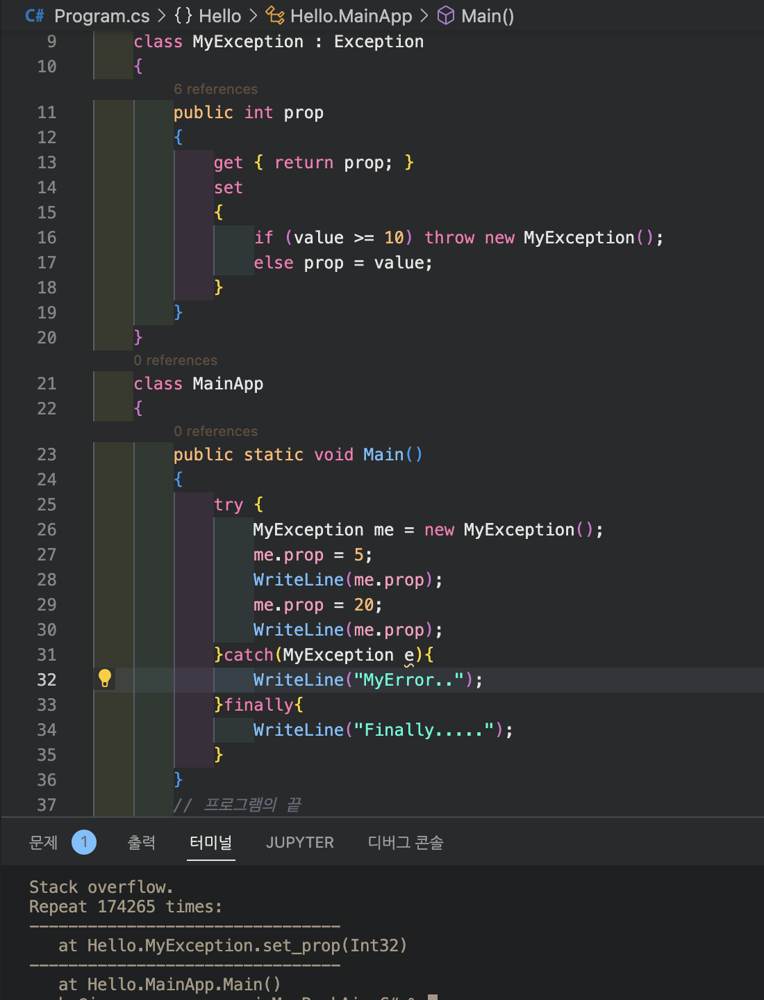 C# Program.cs > {} Hello > Hello.MainApp > Main()
9 class MyException : Exception
10 {
6 references
11 public int prop
12 {
13 get { return prop; }
14 set
15 {
16 if (value >= 10) throw new MyException();
17 else prop = value;
18 }
19 }
20 }
0 references
21 class MainApp
22 {
0 references
23 public static void Main()
24 {
25 try {
26 MyException me = new MyException();
27 me.prop = 5;
28 WriteLine(me.prop);
29 me.prop = 20;
30 WriteLine(me.prop);
31 }catch(MyException e){
32 WriteLine("MyError..");
33 }finally{
34 WriteLine("Finally.....");
35 }
36 }
37 // 프로그램의 끝
문제 1 출력 터미널 JUPYTER 디버그 콘솔
Stack overflow.
Repeat 174265 times:
--------------------------------
at Hello.MyException.set_prop(Int32)
--------------------------------
at Hello.MainApp.Main()